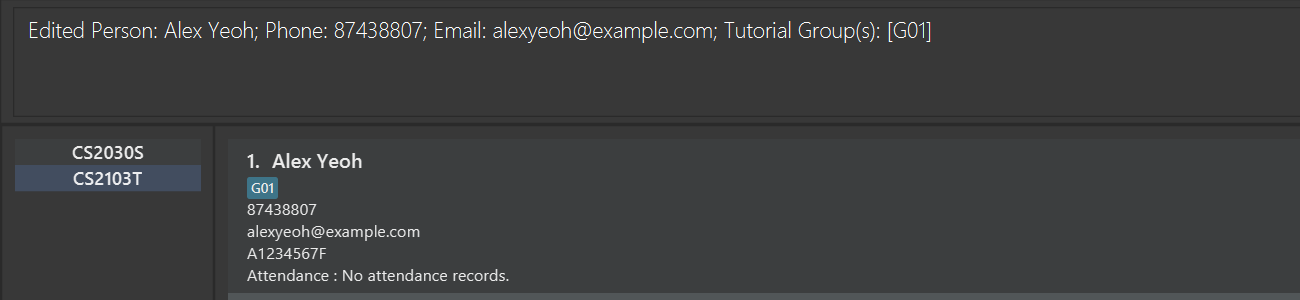 Edited Person: Alex Yeoh; Phone: 87438807; Email: alexyeoh@example.com; Tutorial Group(s): [G01]
CS2030S
CS2103T
1. Alex Yeoh
G01
87438807
alexyeoh@example.com
A1234567F
Attendance : No attendance records.